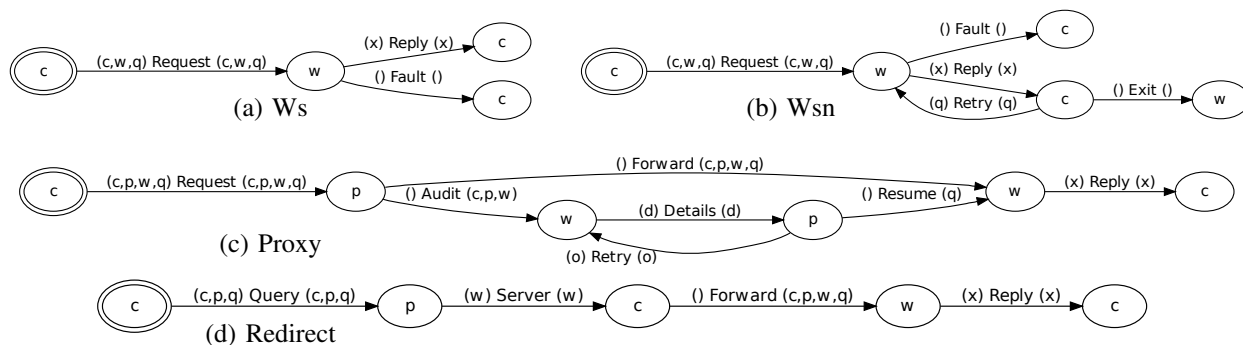 c
(c,w,q) Request (c,w,q)
w
(x) Reply (x)
c
() Fault ()
c
(a) Ws
c
(c,w,q) Request (c,w,q)
w
() Fault ()
c
(x) Reply (x)
(q) Retry (q)
c
() Exit ()
w
(b) Wsn
c
(c,p,w,q) Request (c,p,w,q)
p
() Forward (c,p,w,q)
() Audit (c,p,w)
w
(d) Details (d)
p
(o) Retry (o)
() Resume (q)
w
(x) Reply (x)
c
(c) Proxy
c
(c,p,q) Query (c,p,q)
p
(w) Server (w)
c
() Forward (c,p,w,q)
w
(x) Reply (x)
c
(d) Redirect